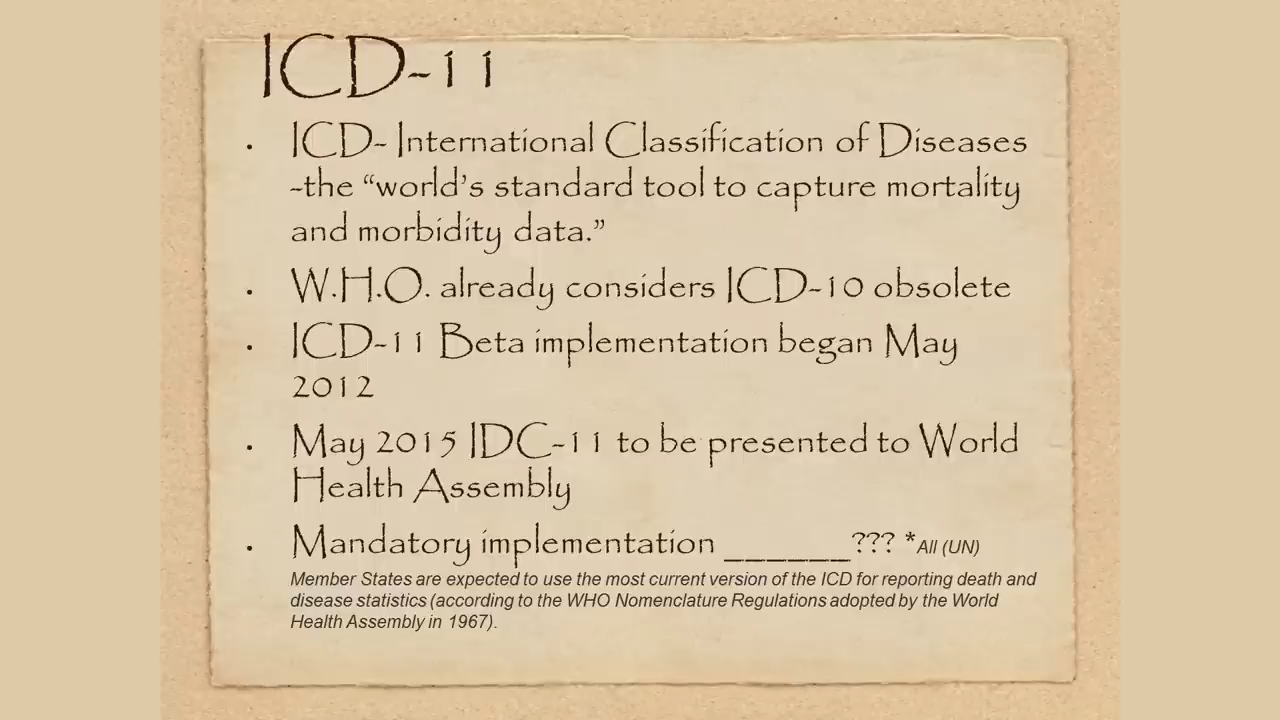 ICD-11
• ICD- International Classification of Diseases
-the “world’s standard tool to capture mortality
and morbidity data.”
• W.H.O. already considers ICD-10 obsolete
• ICD-11 Beta implementation began May
2012
• May 2015 IDC-11 to be presented to World
Health Assembly
• Mandatory implementation ______??? *All (UN)
Member States are expected to use the most current version of the ICD for reporting death and
disease statistics (according to the WHO Nomenclature Regulations adopted by the World
Health Assembly in 1967).